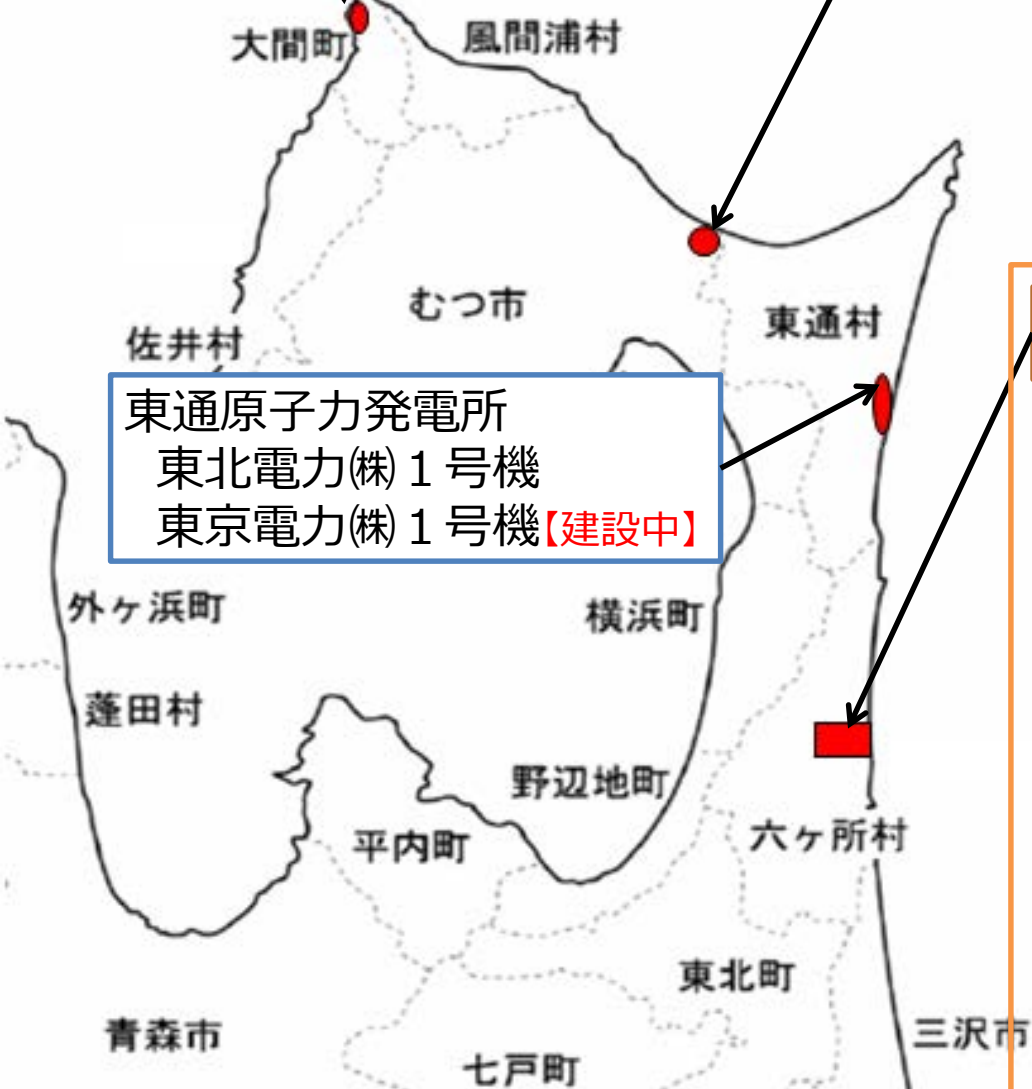 大間町
風間浦村
むつ市
東通村
佐井村
東通原子力発電所
東北電力㈱１号機
東京電力㈱１号機【建設中】
外ヶ浜町
横浜町
蓬田村
野辺地町
六ヶ所村
平内町
東北町
青森市
三沢市
七戸町